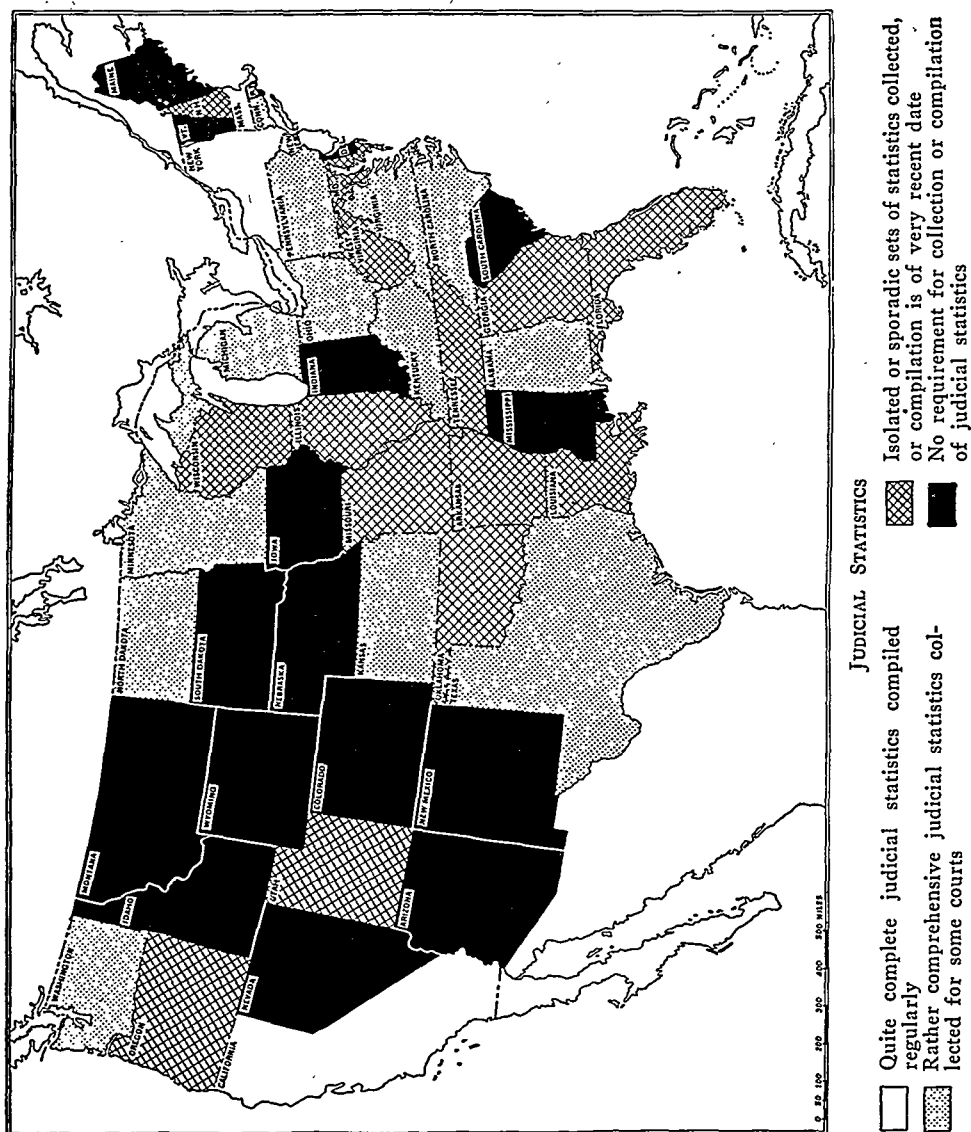 WASHINGTON
OREGON
CALIFORNIA
NEVADA
IDAHO
MONTANA
WYOMING
UTAH
COLORADO
ARIZONA
NEW MEXICO
NORTH DAKOTA
SOUTH DAKOTA
NEBRASKA
KANSAS
OKLAHOMA
TEXAS
MINNESOTA
IOWA
MISSOURI
ARKANSAS
LOUISIANA
WISCONSIN
ILLINOIS
MICHIGAN
INDIANA
OHIO
KENTUCKY
TENNESSEE
MISSISSIPPI
ALABAMA
GEORGIA
FLORIDA
SOUTH CAROLINA
NORTH CAROLINA
VIRGINIA
WEST
VIRGINIA
PENNSYLVANIA
NEW
YORK
VT.
MASS.
CONN.
MAINE
0 50 100 200 300 400 500 MILES
JUDICIAL STATISTICS
Quite complete judicial statistics compiled
regularly
Rather comprehensive judicial statistics col-
lected for some courts
Isolated or sporadic sets of statistics collected,
or compilation is of very recent date
No requirement for collection or compilation
of judicial statistics